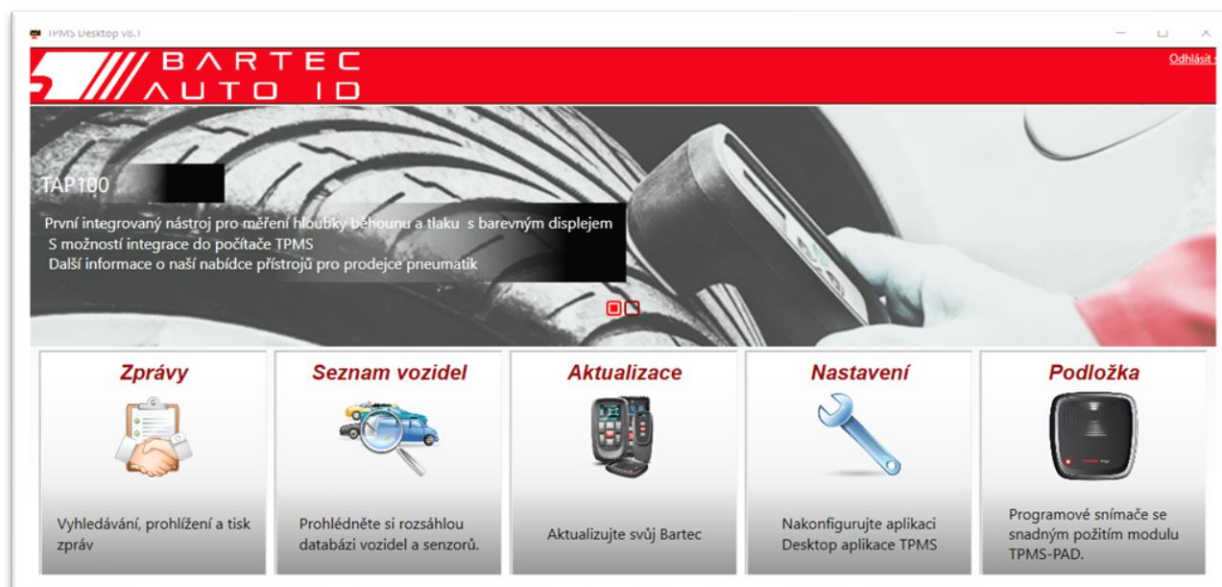 TPMS Desktop v8.1
BARTEC
AUTO ID
Odhlásit
TAP100
První integrovaný nástroj pro měření hloubky běhounu a tlaku s barevným displejem
S možností integrace do počítače TPMS
Další informace o naší nabídce přístrojů pro prodejce pneumatik
Zprávy
Seznam vozidel
Aktualizace
Nastavení
Podložka
Vyhledávání, prohlížení a tisk
zpráv
Prohlédněte si rozsáhlou
databázi vozidel a senzorů.
Aktualizujte svůj Bartec
Nakonfigurujte aplikaci
Desktop aplikace TPMS
Programové snímače se
snadným požitím modulu
TPMS-PAD.